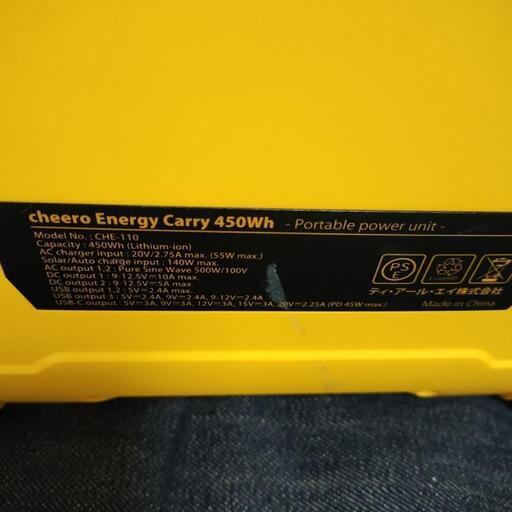 cheero Energy Carry 450Wh - Portable power unit -
Model No. : CHE-110
Capacity : 450Wh (Lithium-ion)
AC charger input : 20V/2.75A max. (55W max.)
Solar/Auto charge input : 140W max.
AC output 1,2 : Pure Sine Wave 500W/100V
DC output 1 : 9-12.5V=10A max.
DC output 2 : 9-12.5V=5A max.
USB output 1,2 : 5V=2.4A max.
USB output 3 : 5V=2.4A, 9V=2.4A, 9-12V=2.4A
USB-C output : 5V=3A, 9V=3A, 12V=3A, 15V=3A, 20V=2.25A (PD 45W max.)
PS
E
ティ・アール・エイ株式会社
Made in China